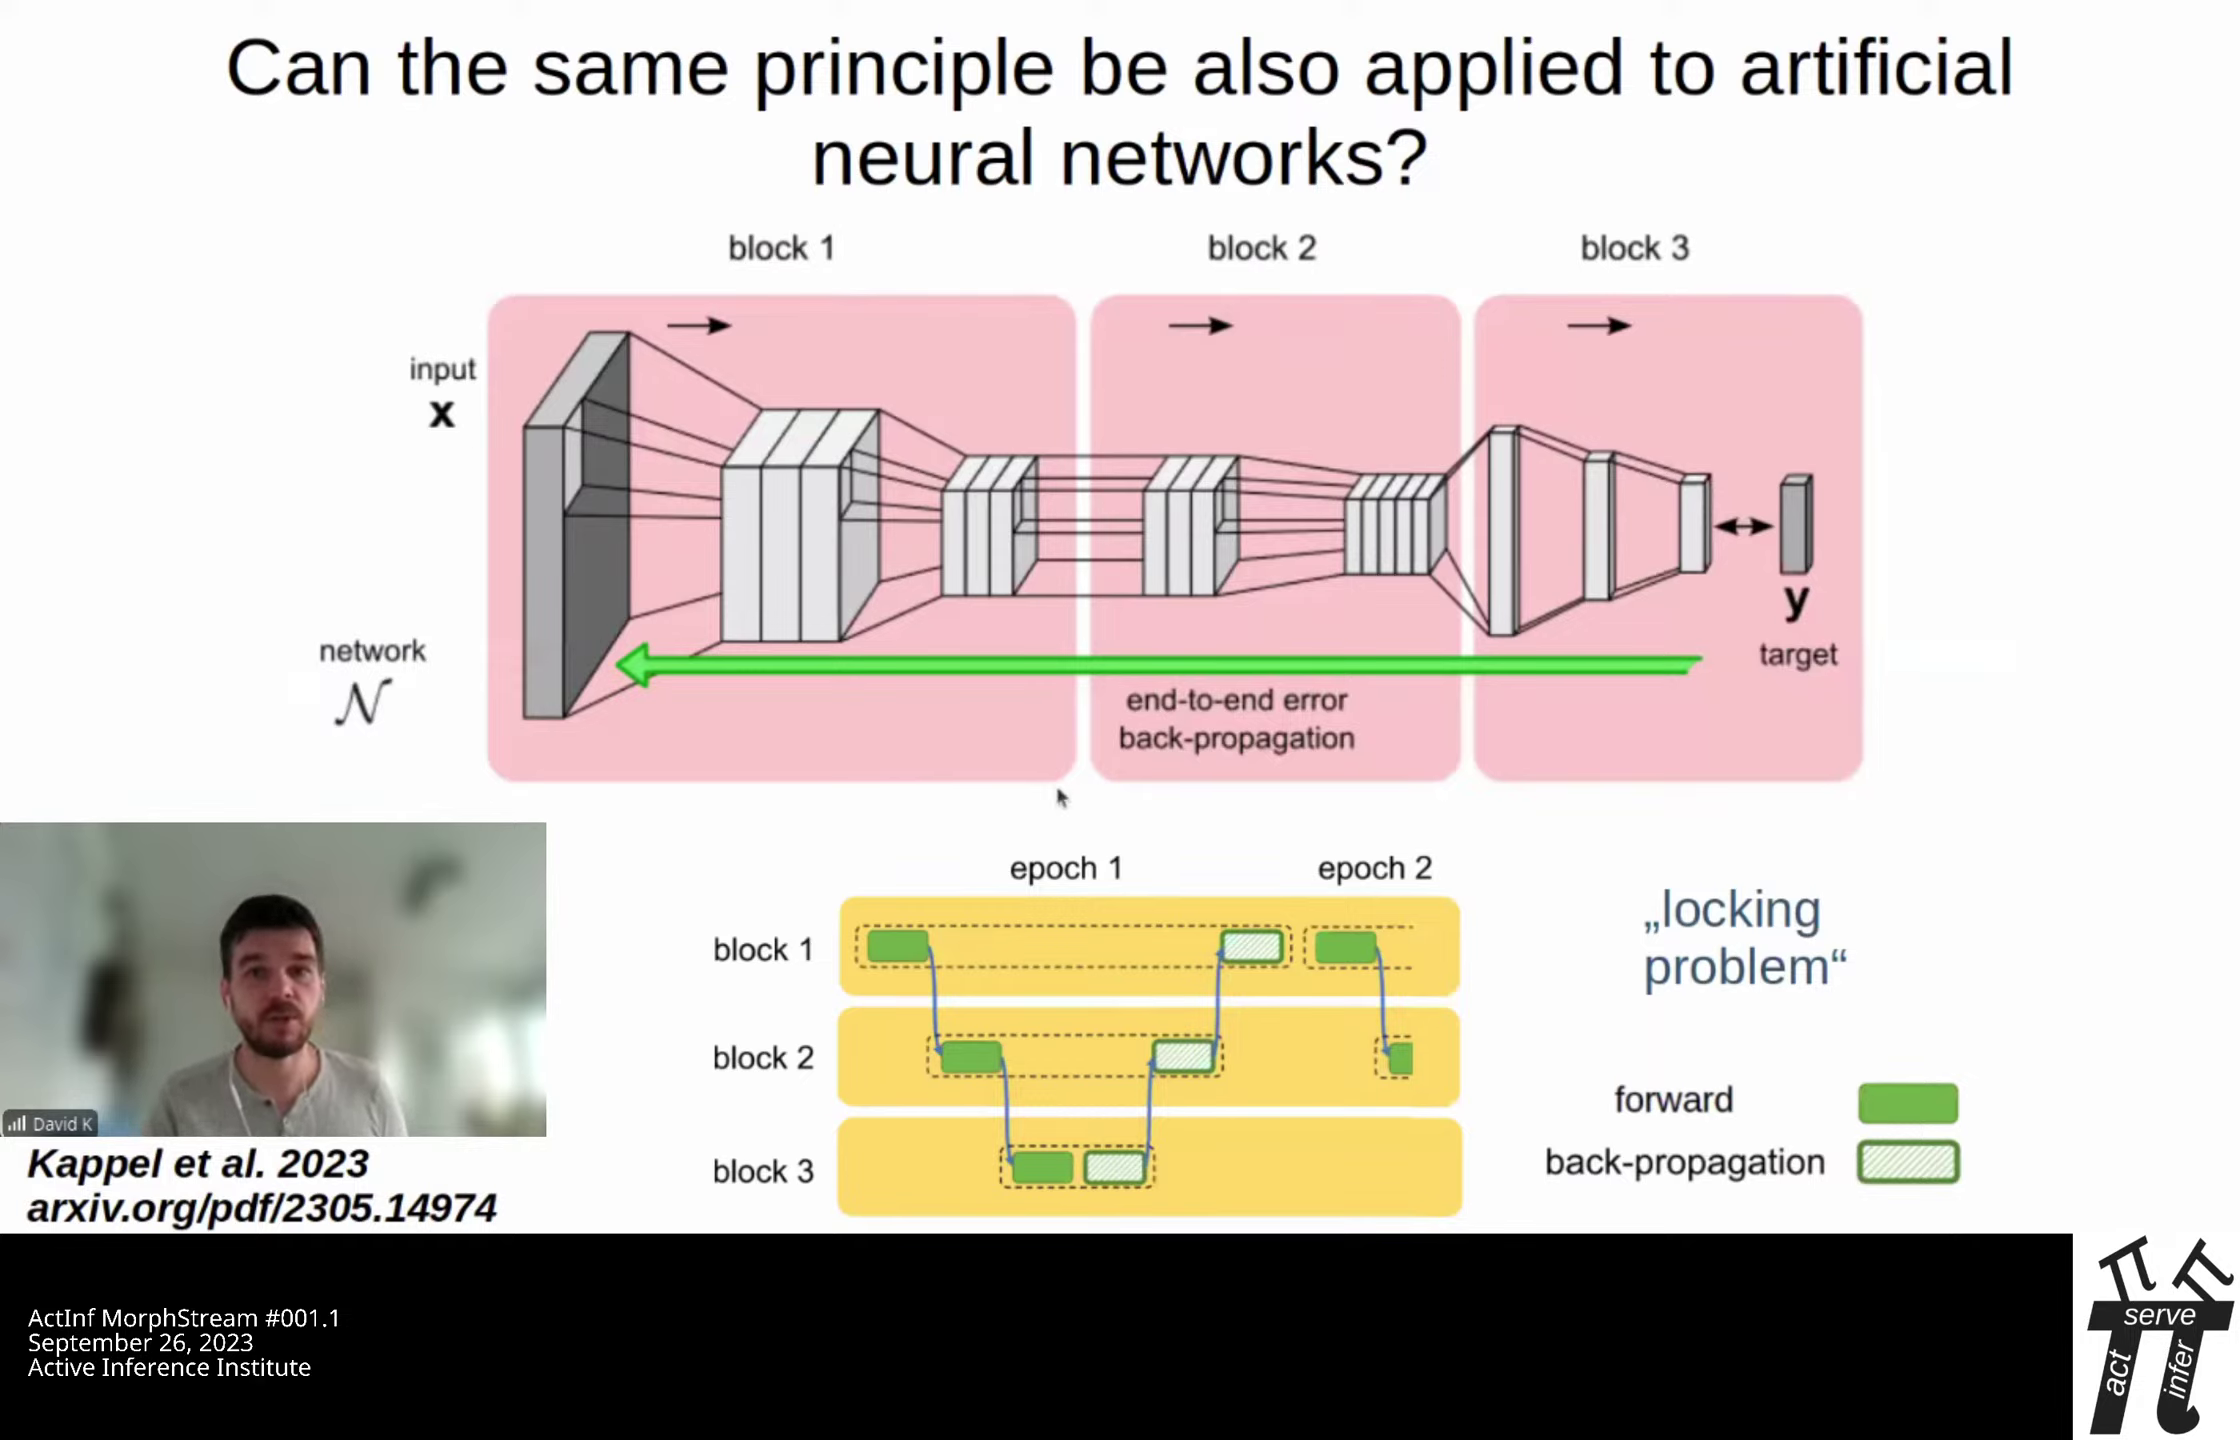 Can the same principle be also applied to artificial
neural networks?
block 1
block 2
block 3
input
x
network
N
end-to-end error
back-propagation
y
target
epoch 1
epoch 2
block 1
block 2
block 3
„locking
problem“
forward
back-propagation
David K
Kappel et al. 2023
arxiv.org/pdf/2305.14974
ActInf MorphStream #001.1
September 26, 2023
Active Inference Institute
serve
act
infer